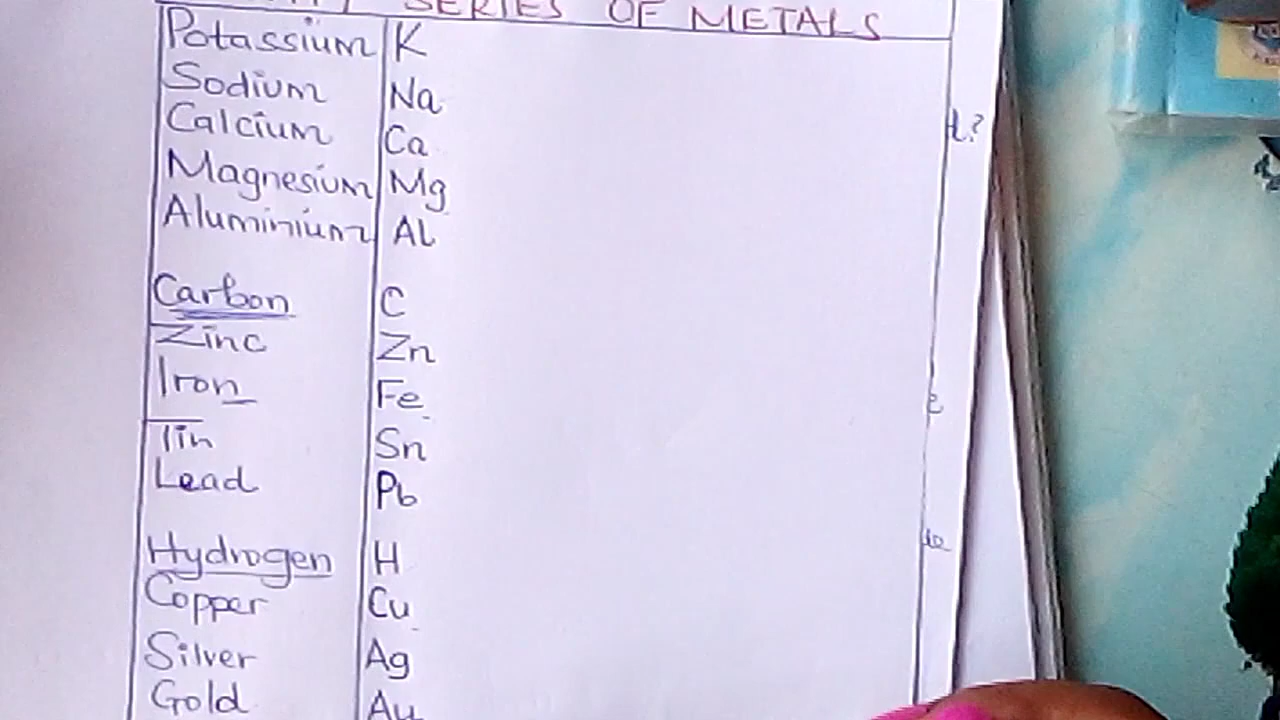 SERIES OF METALS
Potassium K
Sodium Na
Calcium Ca
Magnesium Mg
Aluminium Al
Carbon C
Zinc Zn
Iron Fe
Tin Sn
Lead Pb
Hydrogen H
Copper Cu
Silver Ag
Gold Au